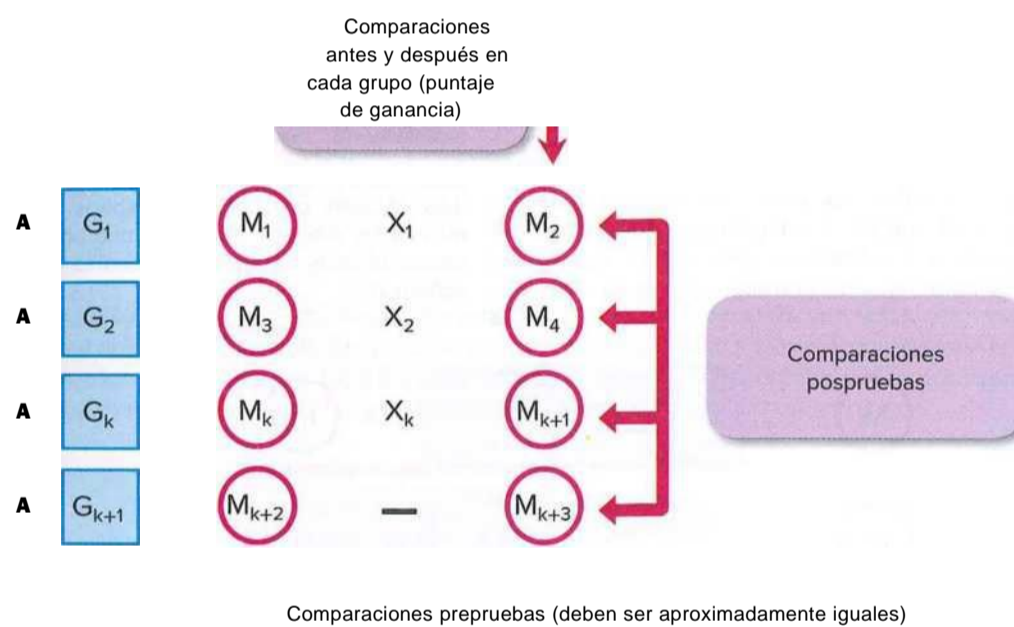 Comparaciones
antes y después en
cada grupo (puntaje
de ganancia)
A G₁ M₁ X₁ M₂
A G₂ M₃ X₂ M₄
A Gₖ Mₖ Xₖ Mₖ₊₁
A Gₖ₊₁ Mₖ₊₂ — Mₖ₊₃
Comparaciones
pospruebas
Comparaciones prepruebas (deben ser aproximadamente iguales)